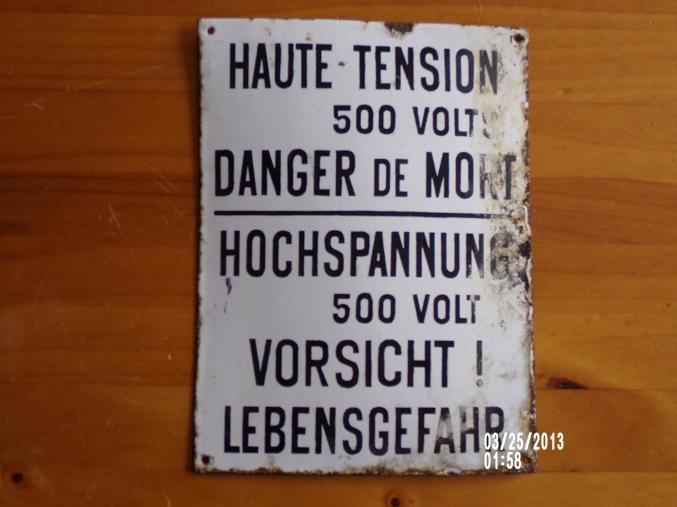 HAUTE TENSION
500 VOLTS
DANGER DE MORT
HOCHSPANNUNG
500 VOLT
VORSICHT !
LEBENSGEFAHR
03/25/2013
01:58